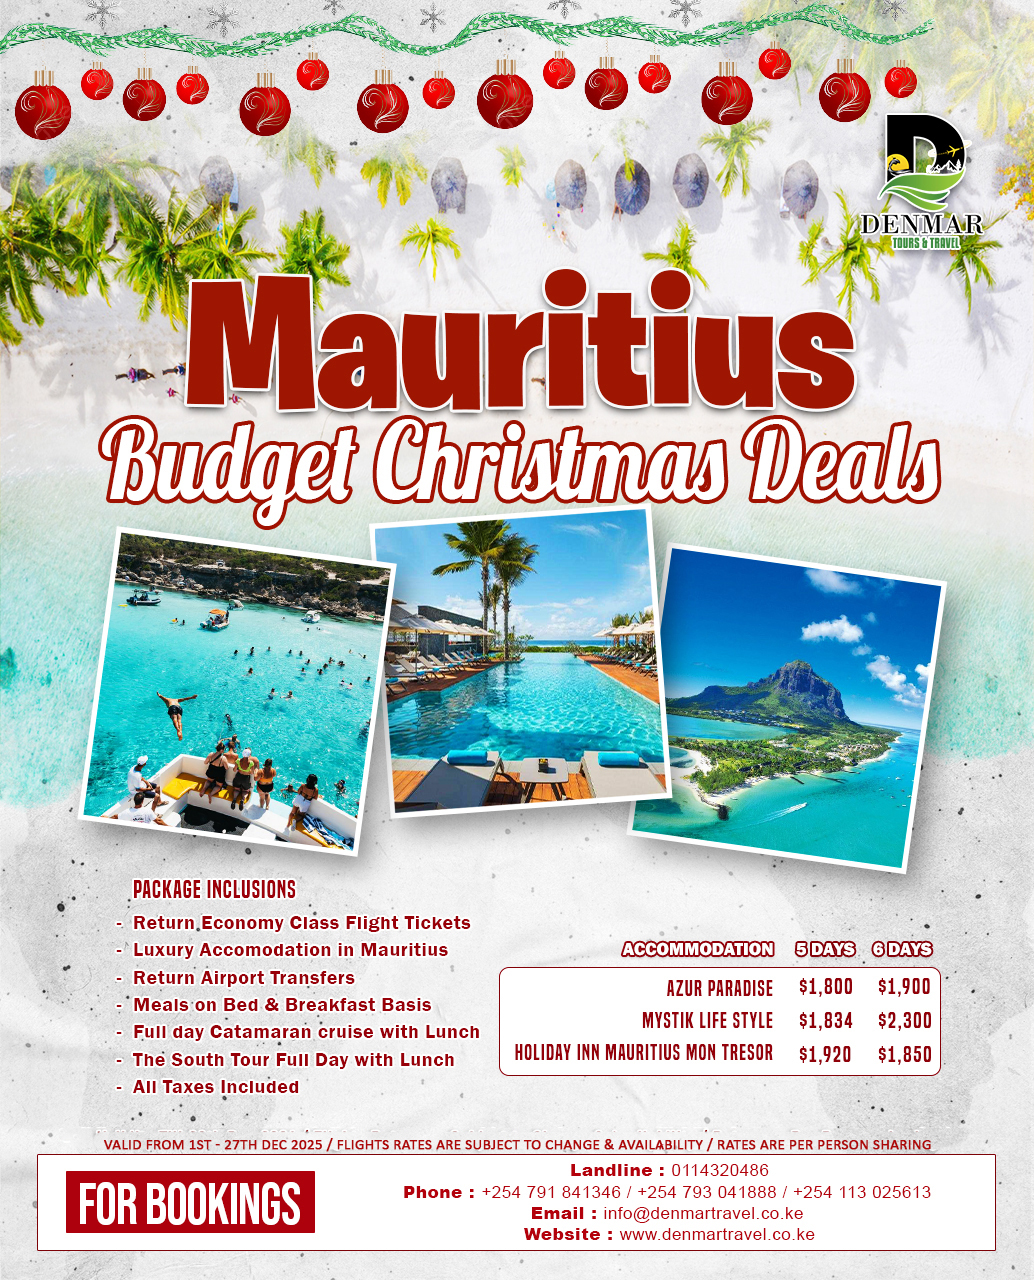 DENMAR
TOURS & TRAVEL
Mauritius
Budget Christmas Deals
PACKAGE INCLUSIONS
- Return Economy Class Flight Tickets
- Luxury Accomodation in Mauritius
- Return Airport Transfers
- Meals on Bed & Breakfast Basis
- Full day Catamaran cruise with Lunch
- The South Tour Full Day with Lunch
- All Taxes Included
ACCOMMODATION 5 DAYS 6 DAYS
AZUR PARADISE $1,800 $1,900
MYSTIK LIFE STYLE $1,834 $2,300
HOLIDAY INN MAURITIUS MON TRESOR $1,920 $1,850
VALID FROM 1ST - 27TH DEC 2025 / FLIGHTS RATES ARE SUBJECT TO CHANGE & AVAILABILITY / RATES ARE PER PERSON SHARING
FOR BOOKINGS
Landline : 0114320486
Phone : +254 791 841346 / +254 793 041888 / +254 113 025613
Email : info@denmartravel.co.ke
Website : www.denmartravel.co.ke